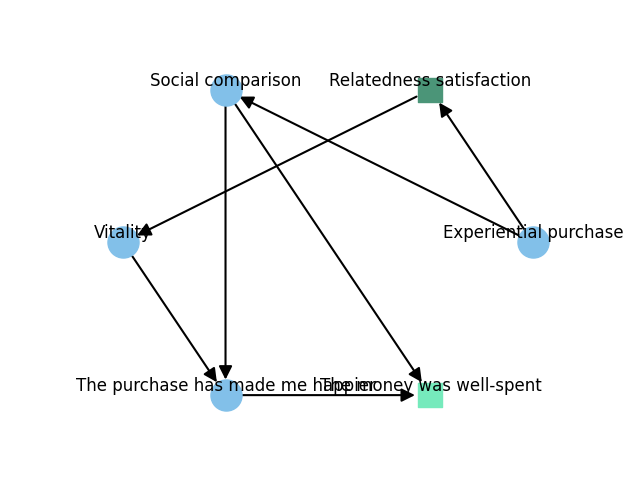 Social comparison
Relatedness satisfaction
Vitality
Experiential purchase
The purchase has made me happier
The money was well-spent